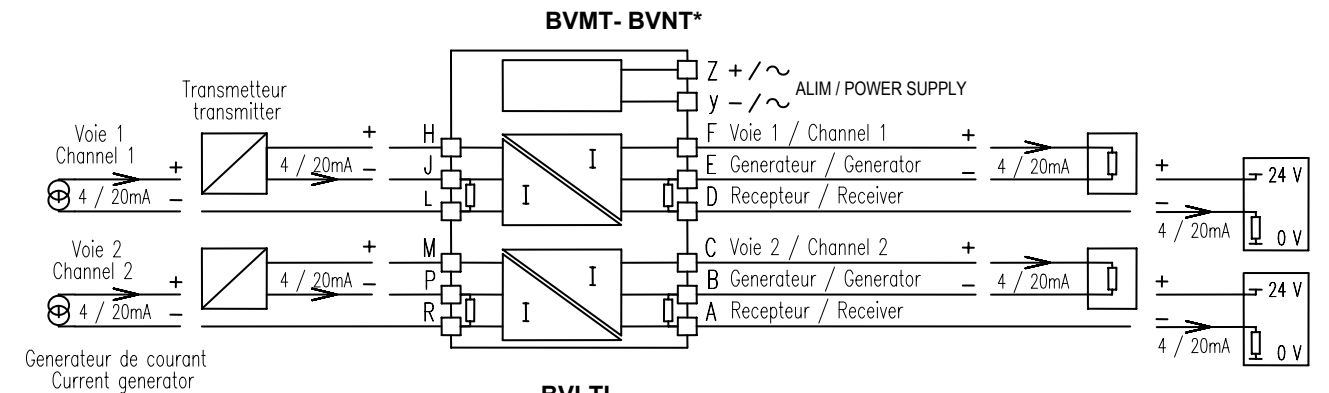 BVMT- BVNT*
Z + / ~
ALIM / POWER SUPPLY
y – / ~
Transmetteur
transmitter
Voie 1
Channel 1
+
4 / 20mA –
+
4 / 20mA –
H
J
L
I
I
F Voie 1 / Channel 1 +
E Generateur / Generator – 4 / 20mA
D Recepteur / Receiver
+
–
4 / 20mA
24 V
0 V
Voie 2
Channel 2
+
4 / 20mA –
+
4 / 20mA –
M
P
R
I
I
C Voie 2 / Channel 2 +
B Generateur / Generator – 4 / 20mA
A Recepteur / Receiver
+
–
4 / 20mA
24 V
0 V
Generateur de courant
Current generator